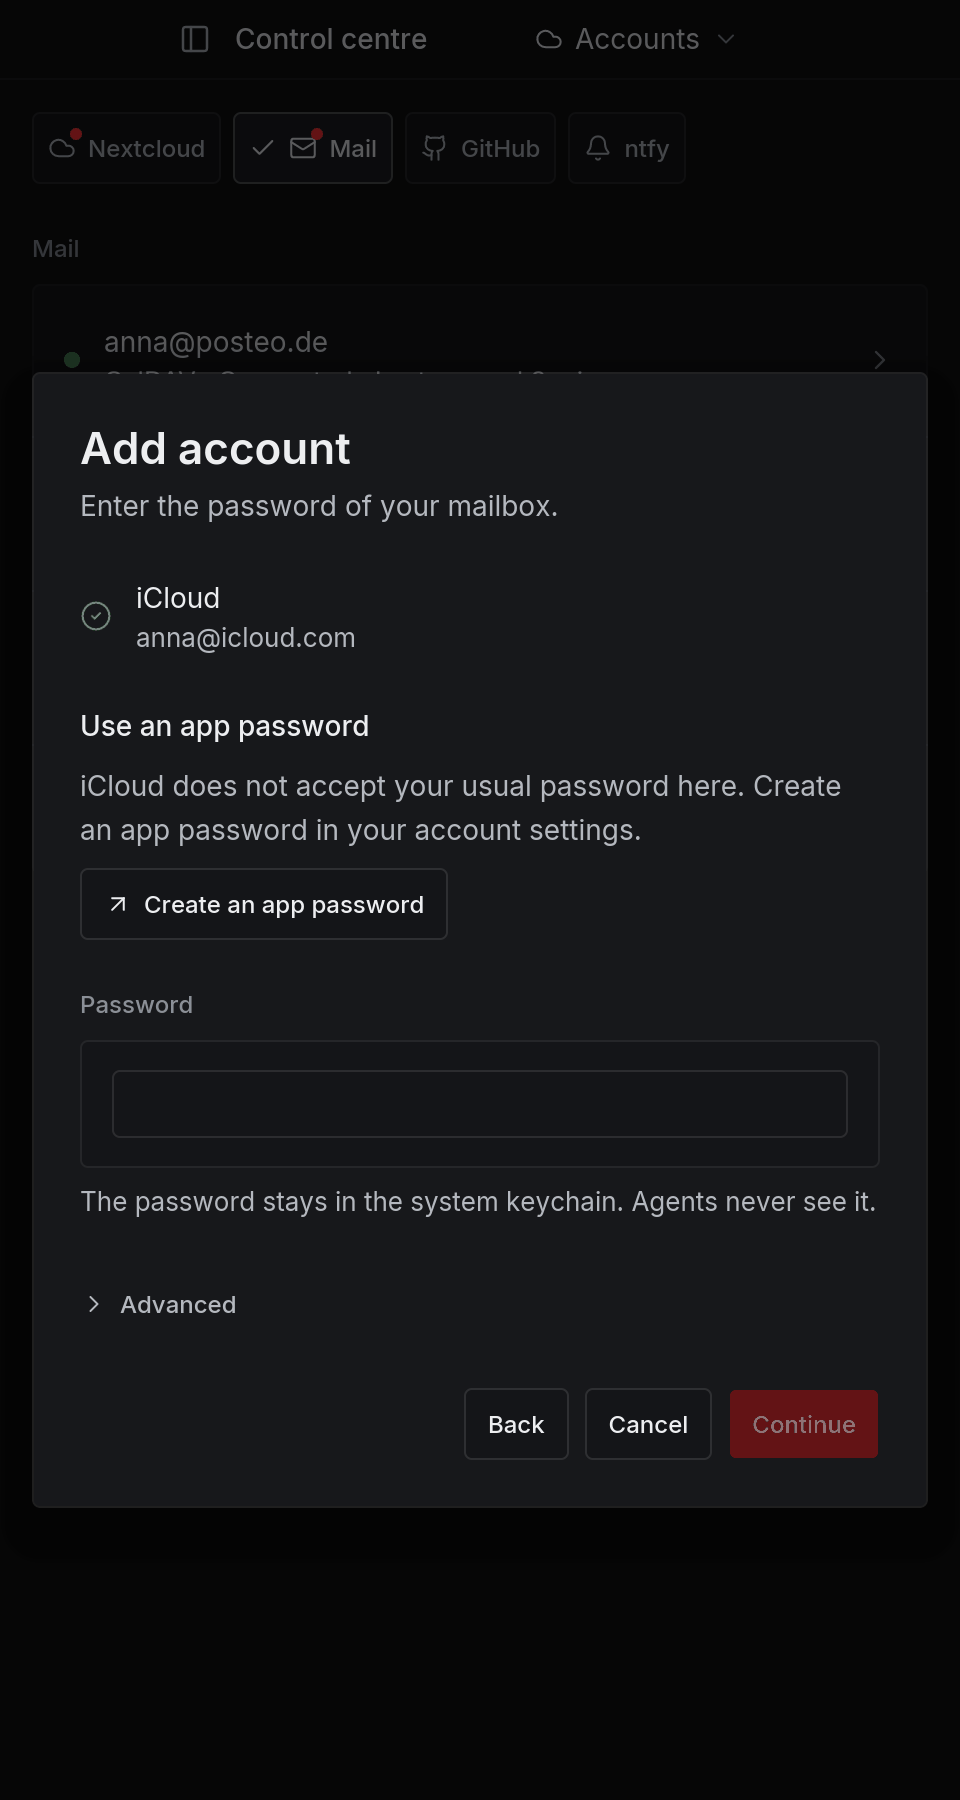 Control centre
Accounts
Nextcloud
Mail
GitHub
ntfy
Mail
anna@posteo.de
Add account
Enter the password of your mailbox.
iCloud
anna@icloud.com
Use an app password
iCloud does not accept your usual password here. Create
an app password in your account settings.
Create an app password
Password
The password stays in the system keychain. Agents never see it.
Advanced
Back
Cancel
Continue